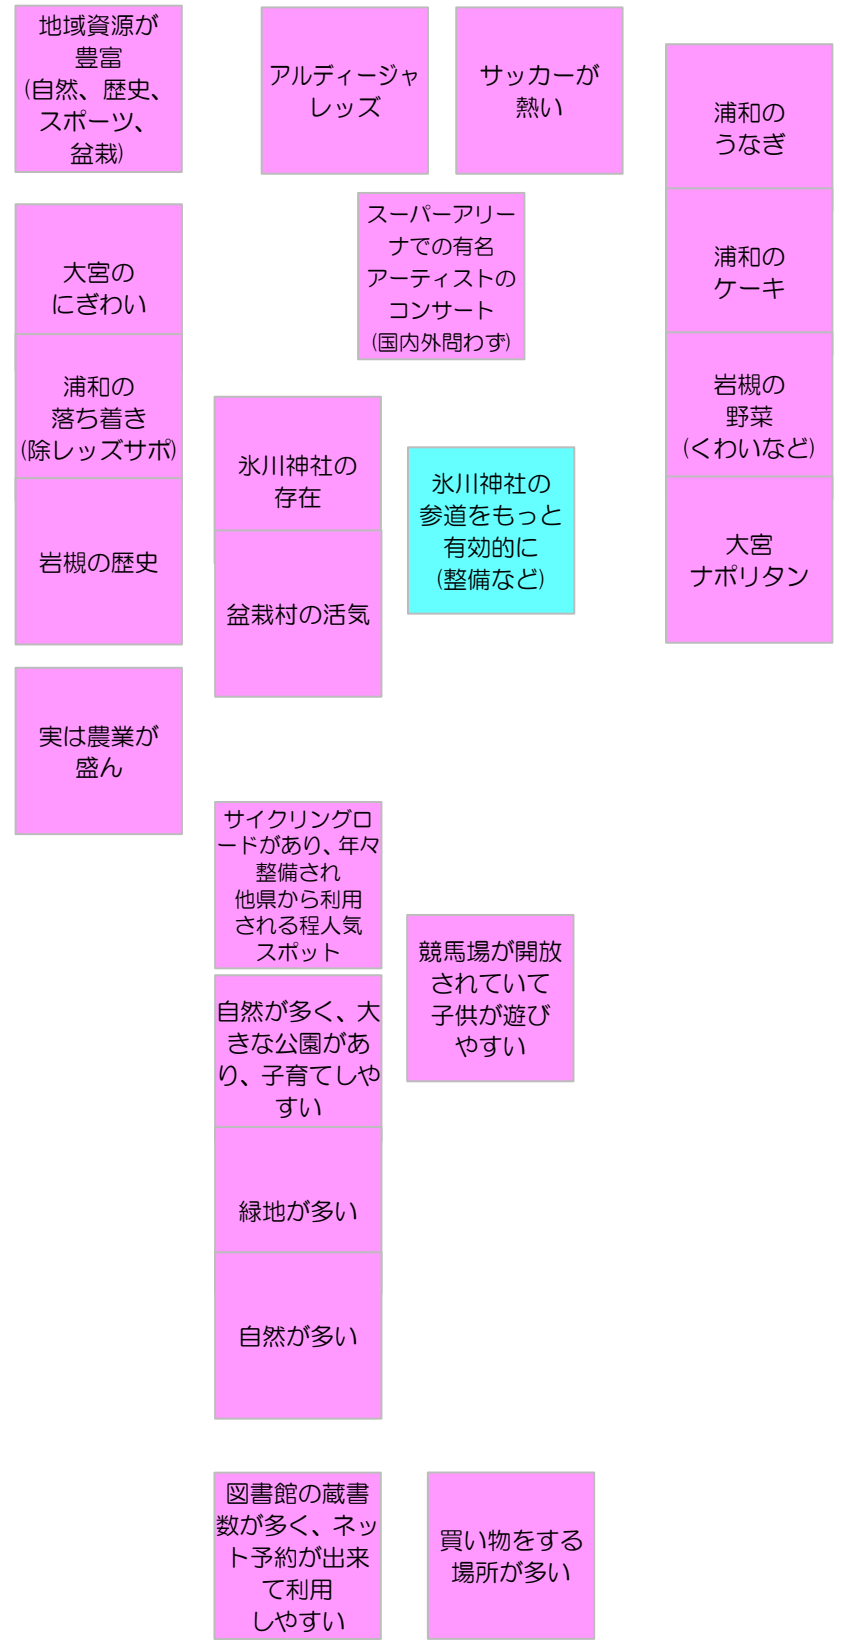 地域資源が
豊富
(自然、歴史、
スポーツ、
盆栽)
アルディージャ
レッズ
サッカーが
熱い
浦和の
うなぎ
浦和の
ケーキ
岩槻の
野菜
(くわいなど)
大宮
ナポリタン
スーパーアリー
ナでの有名
アーティストの
コンサート
(国内外問わず)
大宮の
にぎわい
浦和の
落ち着き
(除レッズサポ)
岩槻の歴史
氷川神社の
存在
盆栽村の活気
氷川神社の
参道をもっと
有効的に
(整備など)
実は農業が
盛ん
サイクリングロ
ードがあり、年々
整備され
他県から利用
される程人気
スポット
自然が多く、大
きな公園があ
り、子育てしや
すい
緑地が多い
自然が多い
競馬場が開放
されていて
子供が遊び
やすい
図書館の蔵書
数が多く、ネッ
ト予約が出来
て利用
しやすい
買い物をする
場所が多い